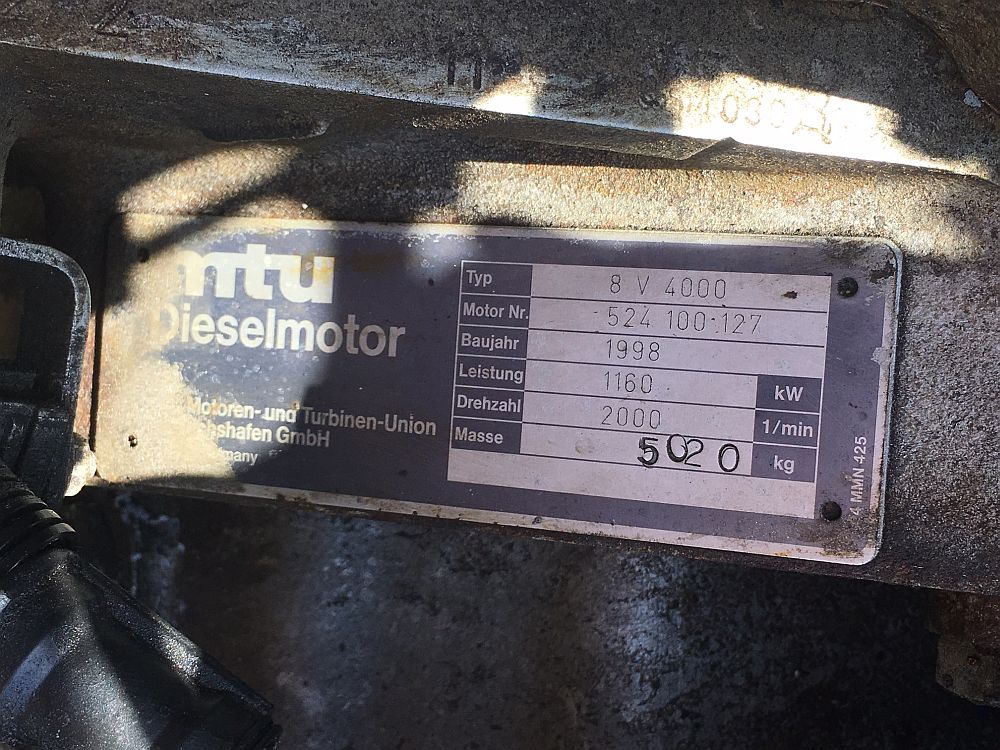 mtu
Dieselmotor
Motoren- und Turbinen-Union
GmbH
Typ 8 V 4000
Motor Nr. 524 100 127
Baujahr 1998
Leistung 1160 kW
Drehzahl 2000 1/min
Masse 5020 kg
4 MMN 425